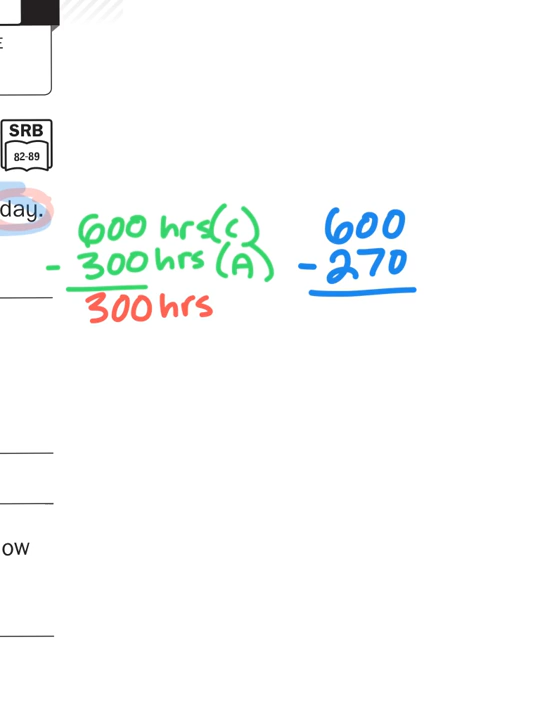 E
SRB
82-89
day.
600 hrs(C)
- 300 hrs (A)
300 hrs
600
- 270
ow